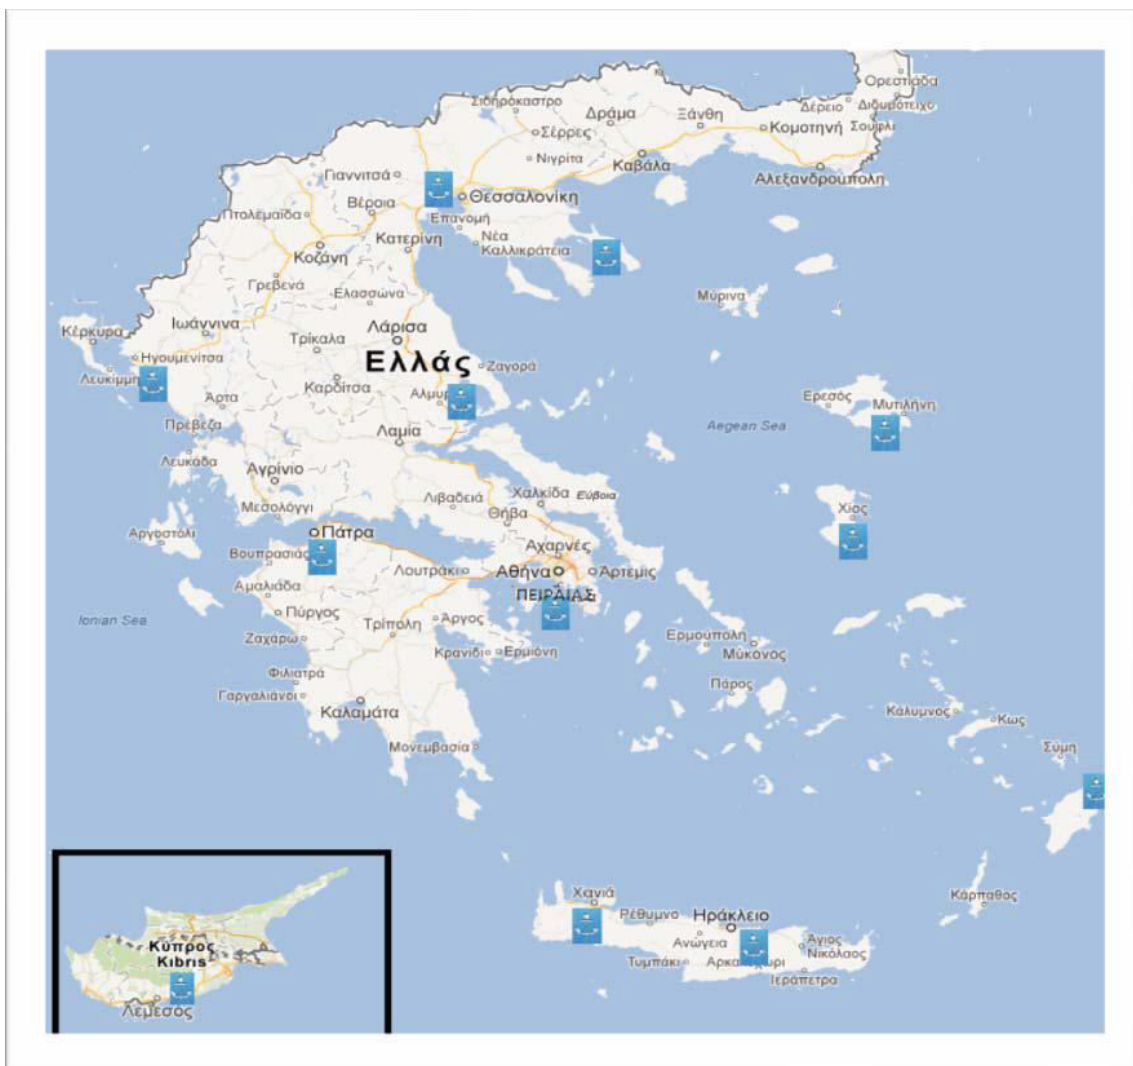 Ορεστιάδα
Σιδηρόκαστρο
Δέρειο
Διδυμότειχο
Δράμα
Ξάνθη
Κομοτηνή
Σουφλί
Σέρρες
Νιγρίτα
Καβάλα
Αλεξανδρούπολη
Γιαννιτσά
Θεσσαλονίκη
Βέροια
Πτολεμαΐδα
Επανομή
Κατερίνη
Νέα
Καλλικράτεια
Κοζάνη
Γρεβενά
Ελασσώνα
Μύρινα
Κέρκυρα
Ιωάννινα
Λάρισα
Τρίκαλα
Ηγουμενίτσα
Ελλάς
Ζαγορά
Λευκίμμη
Καρδίτσα
Άρτα
Αλμυρ
Ερεσός
Μυτιλήνη
Πρέβεζα
Λαμία
Aegean Sea
Λευκάδα
Αγρίνιο
Λιβαδειά
Χαλκίδα
Εύβοια
Μεσολόγγι
Θήβα
Χίος
Αργοστόλι
Πάτρα
Βουπρασίας
Αχαρνές
Λουτράκι
Αθήνα
Άρτεμις
Αμαλιάδα
ΠΕΙΡΑΙΑΣ
Πύργος
Ionian Sea
Τρίπολη
Άργος
Ζαχάρω
Ερμούπολη
Μύκονος
Κρανίδι
Ερμιόνη
Φιλιατρά
Πάρος
Γαργαλιάνοι
Καλαμάτα
Κάλυμνος
Κως
Μονεμβασία
Σύμη
Χανιά
Κάρπαθος
Ρέθυμνο
Ηράκλειο
Ανώγεια
Άγιος
Νικόλαος
Τυμπάκι
Ιεράπετρα
Κύπρος
Kıbrıs
Λεμεσός